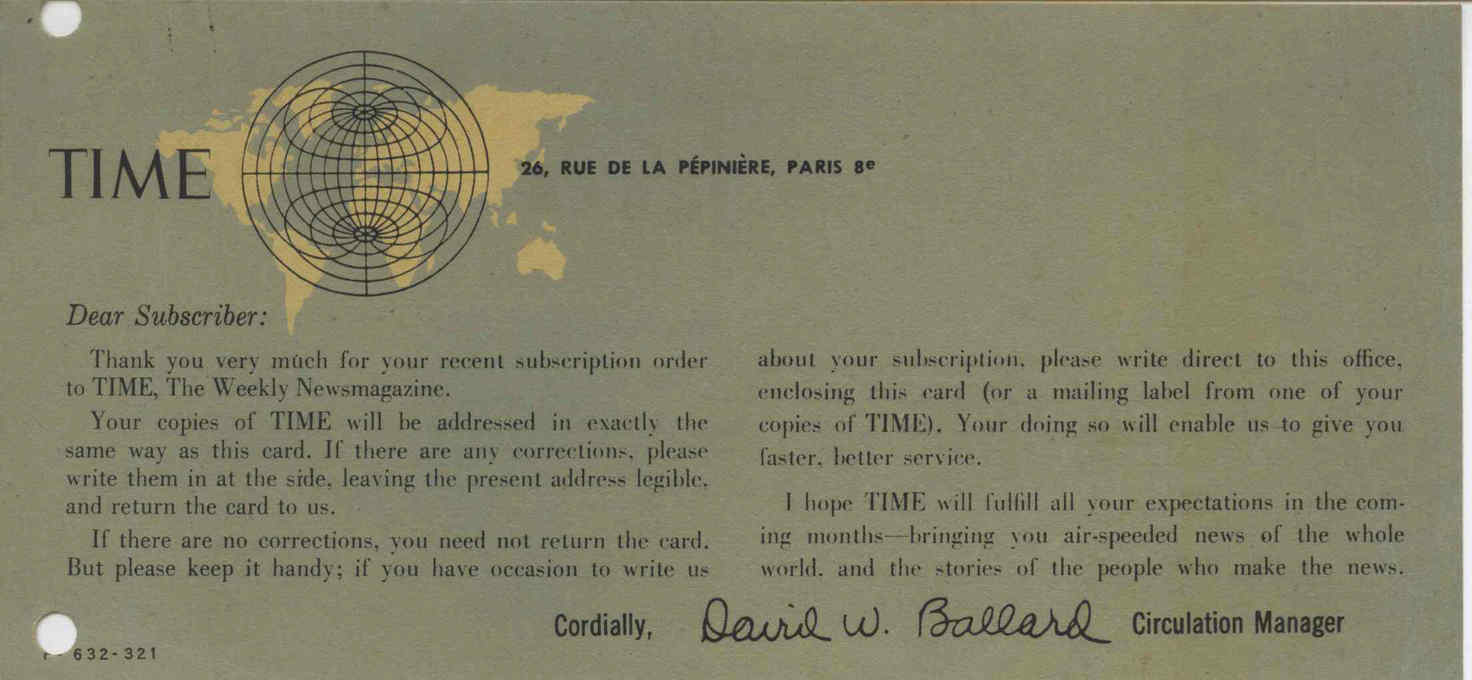 TIME
26, RUE DE LA PÉPINIÈRE, PARIS 8e
Dear Subscriber:
Thank you very much for your recent subscription order
to TIME, The Weekly Newsmagazine.
Your copies of TIME will be addressed in exactly the
same way as this card. If there are any corrections, please
write them in at the side, leaving the present address legible,
and return the card to us.
If there are no corrections, you need not return the card.
But please keep it handy; if you have occasion to write us
about your subscription, please write direct to this office,
enclosing this card (or a mailing label from one of your
copies of TIME). Your doing so will enable us to give you
faster, better service.
I hope TIME will fulfill all your expectations in the com-
ing months—bringing you air-speeded news of the whole
world, and the stories of the people who make the news.
Cordially, David W. Ballard Circulation Manager
632-321